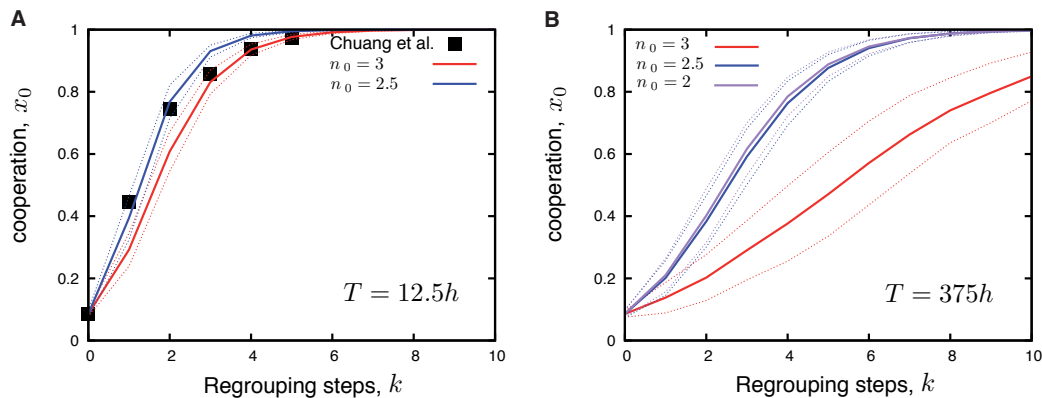 A
cooperation, x₀
1
0.8
0.6
0.4
0.2
0
0 2 4 6 8 10
Regrouping steps, k
Chuang et al.
n₀ = 3
n₀ = 2.5
T = 12.5h
B
cooperation, x₀
1
0.8
0.6
0.4
0.2
0
0 2 4 6 8 10
Regrouping steps, k
n₀ = 3
n₀ = 2.5
n₀ = 2
T = 375h